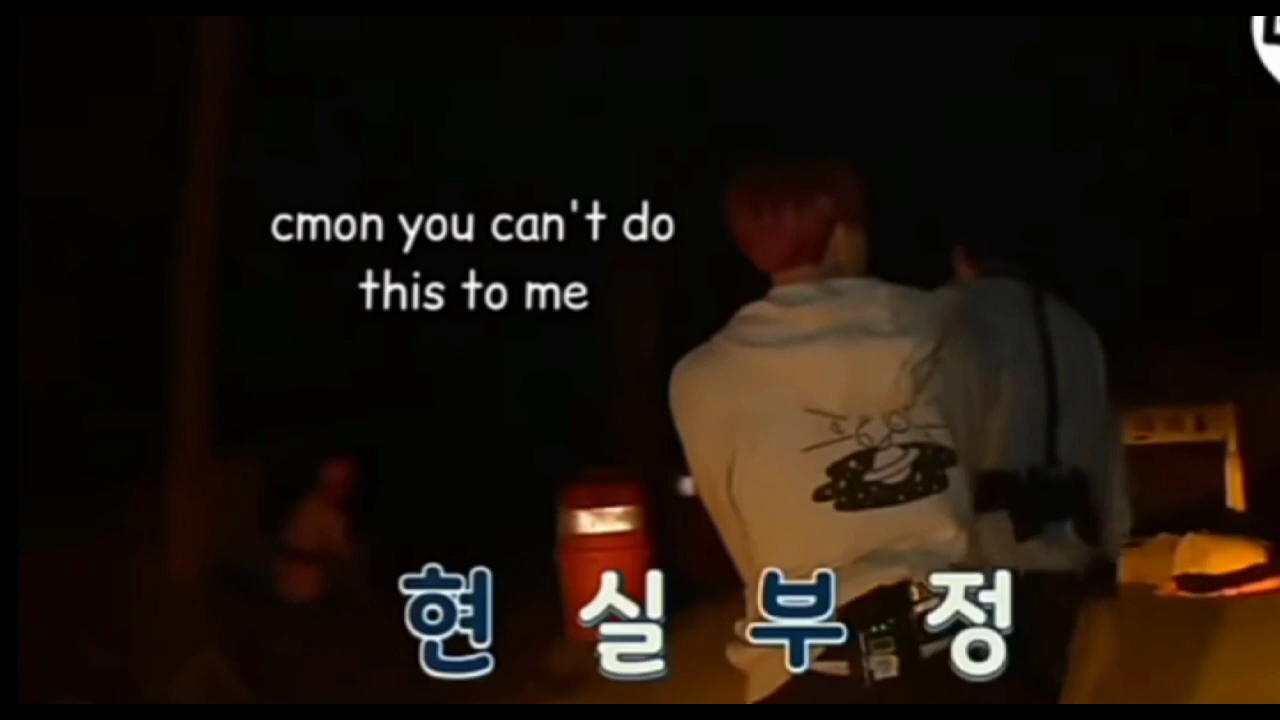 cmon you can't do
this to me
현실부정